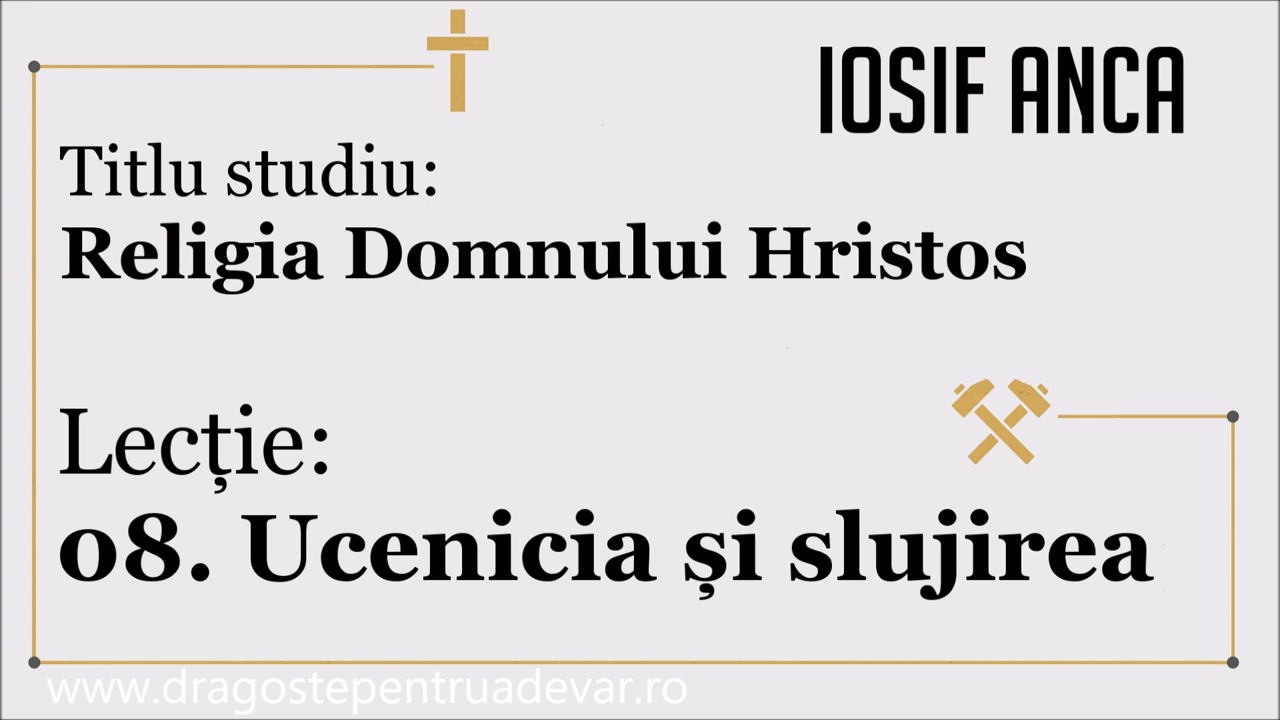 IOSIF ANCA
Titlu studiu:
Religia Domnului Hristos
Lecție:
08. Ucenicia și slujirea
www.dragostepentruadevar.ro